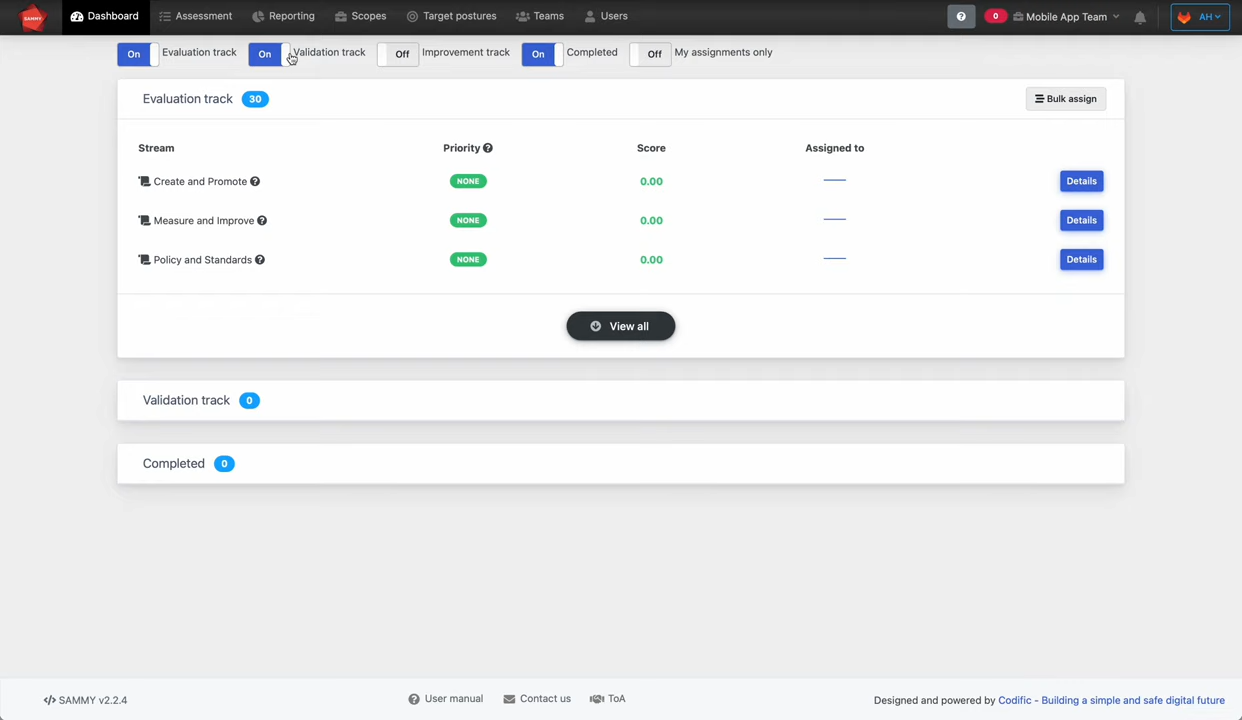 SAMMY Dashboard Assessment Reporting Scopes Target postures Teams Users ? 0 Mobile App Team AH
On Evaluation track On Validation track Off Improvement track On Completed Off My assignments only
Evaluation track 30 Bulk assign
Stream Priority ? Score Assigned to
Create and Promote ? NONE 0.00 Details
Measure and Improve ? NONE 0.00 Details
Policy and Standards ? NONE 0.00 Details
View all
Validation track 0
Completed 0
</> SAMMY v2.2.4 ? User manual Contact us ToA Designed and powered by Codific - Building a simple and safe digital future